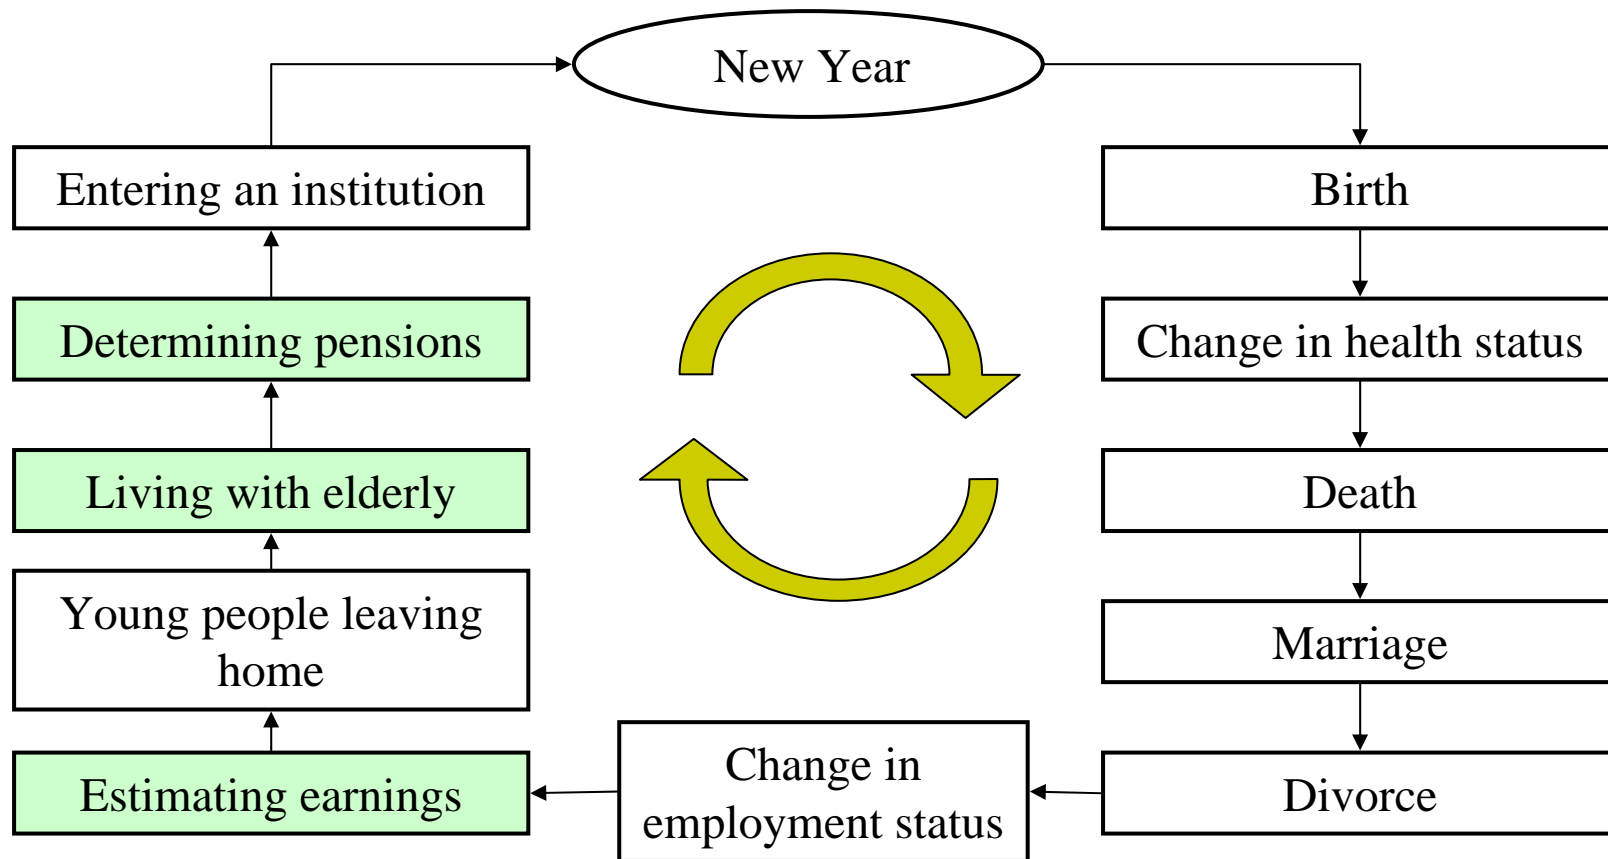 New Year
Entering an institution
Birth
Determining pensions
Change in health status
Living with elderly
Death
Young people leaving
home
Marriage
Estimating earnings
Change in
employment status
Divorce